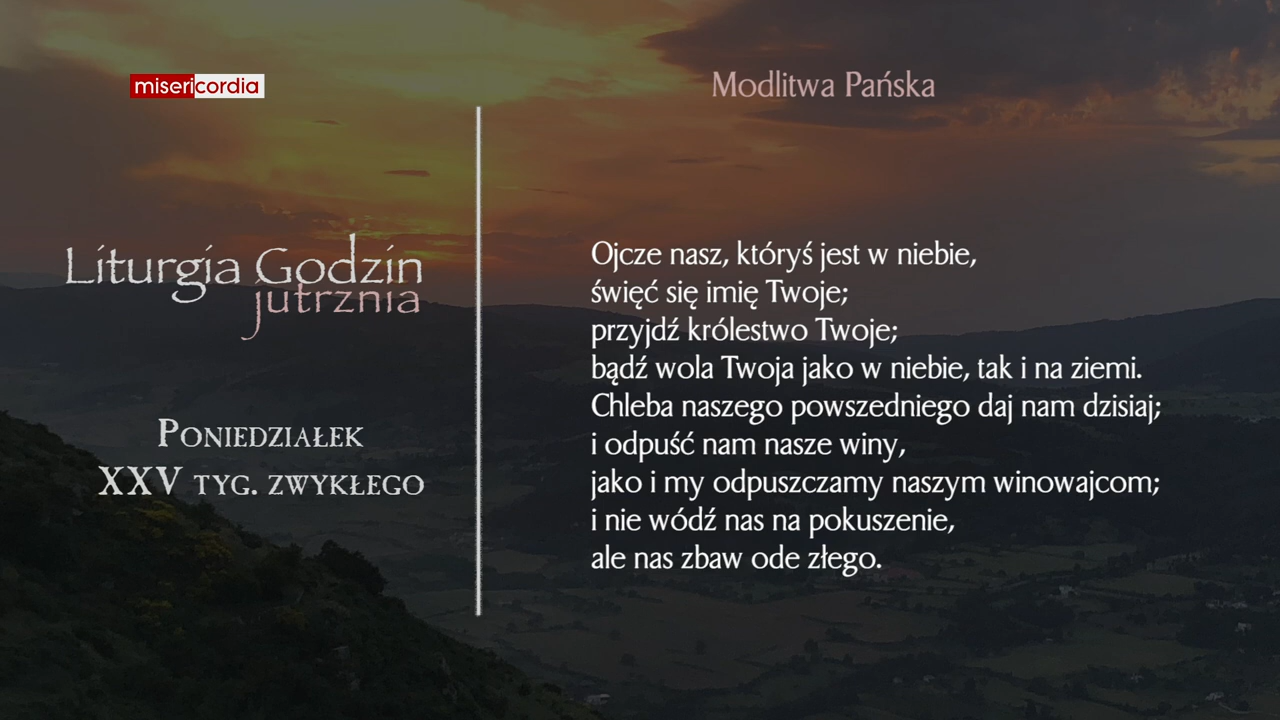 misericordia
Liturgia Godzin
jutrznia
Poniedziałek
XXV tyg. zwykłego
Modlitwa Pańska
Ojcze nasz, któryś jest w niebie,
święć się imię Twoje;
przyjdź królestwo Twoje;
bądź wola Twoja jako w niebie, tak i na ziemi.
Chleba naszego powszedniego daj nam dzisiaj;
i odpuść nam nasze winy,
jako i my odpuszczamy naszym winowajcom;
i nie wódź nas na pokuszenie,
ale nas zbaw ode złego.